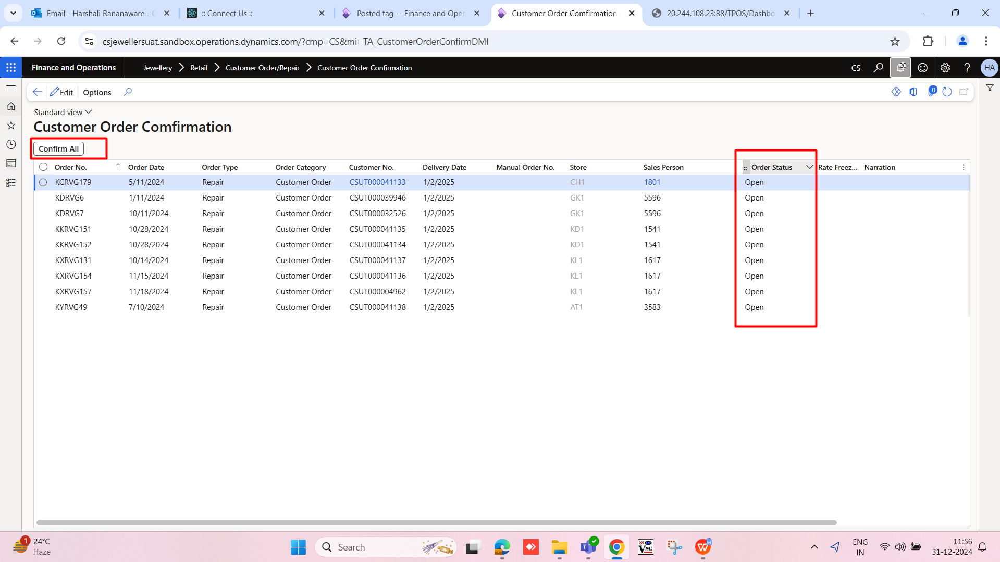 Email - Harshali Rananaware - C
:: Connect Us ::
Posted tag -- Finance and Oper
Customer Order Comfirmation -
20.244.108.23:88/TPOS/Dashbo
csjewellersuat.sandbox.operations.dynamics.com/?cmp=CS&mi=TA_CustomerOrderConfirmDMI
Finance and Operations Jewellery Retail Customer Order/Repair Customer Order Confirmation CS 20 ? HA
Edit Options 0
Standard view
Customer Order Comfirmation
Confirm All
Order No. Order Date Order Type Order Category Customer No. Delivery Date Manual Order No. Store Sales Person Order Status Rate Freez... Narration
KCRVG179 5/11/2024 Repair Customer Order CSUT000041133 1/2/2025 CH1 1801 Open
KDRVG6 1/11/2024 Repair Customer Order CSUT000039946 1/2/2025 GK1 5596 Open
KDRVG7 10/11/2024 Repair Customer Order CSUT000032526 1/2/2025 GK1 5596 Open
KKRVG151 10/28/2024 Repair Customer Order CSUT000041135 1/2/2025 KD1 1541 Open
KKRVG152 10/28/2024 Repair Customer Order CSUT000041134 1/2/2025 KD1 1541 Open
KXRVG131 10/14/2024 Repair Customer Order CSUT000041137 1/2/2025 KL1 1617 Open
KXRVG154 11/15/2024 Repair Customer Order CSUT000041136 1/2/2025 KL1 1617 Open
KXRVG157 11/18/2024 Repair Customer Order CSUT000004962 1/2/2025 KL1 1617 Open
KYRVG49 7/10/2024 Repair Customer Order CSUT000041138 1/2/2025 AT1 3583 Open
1 24°C
Haze
Search
VNC
ENG
IN
11:56
31-12-2024